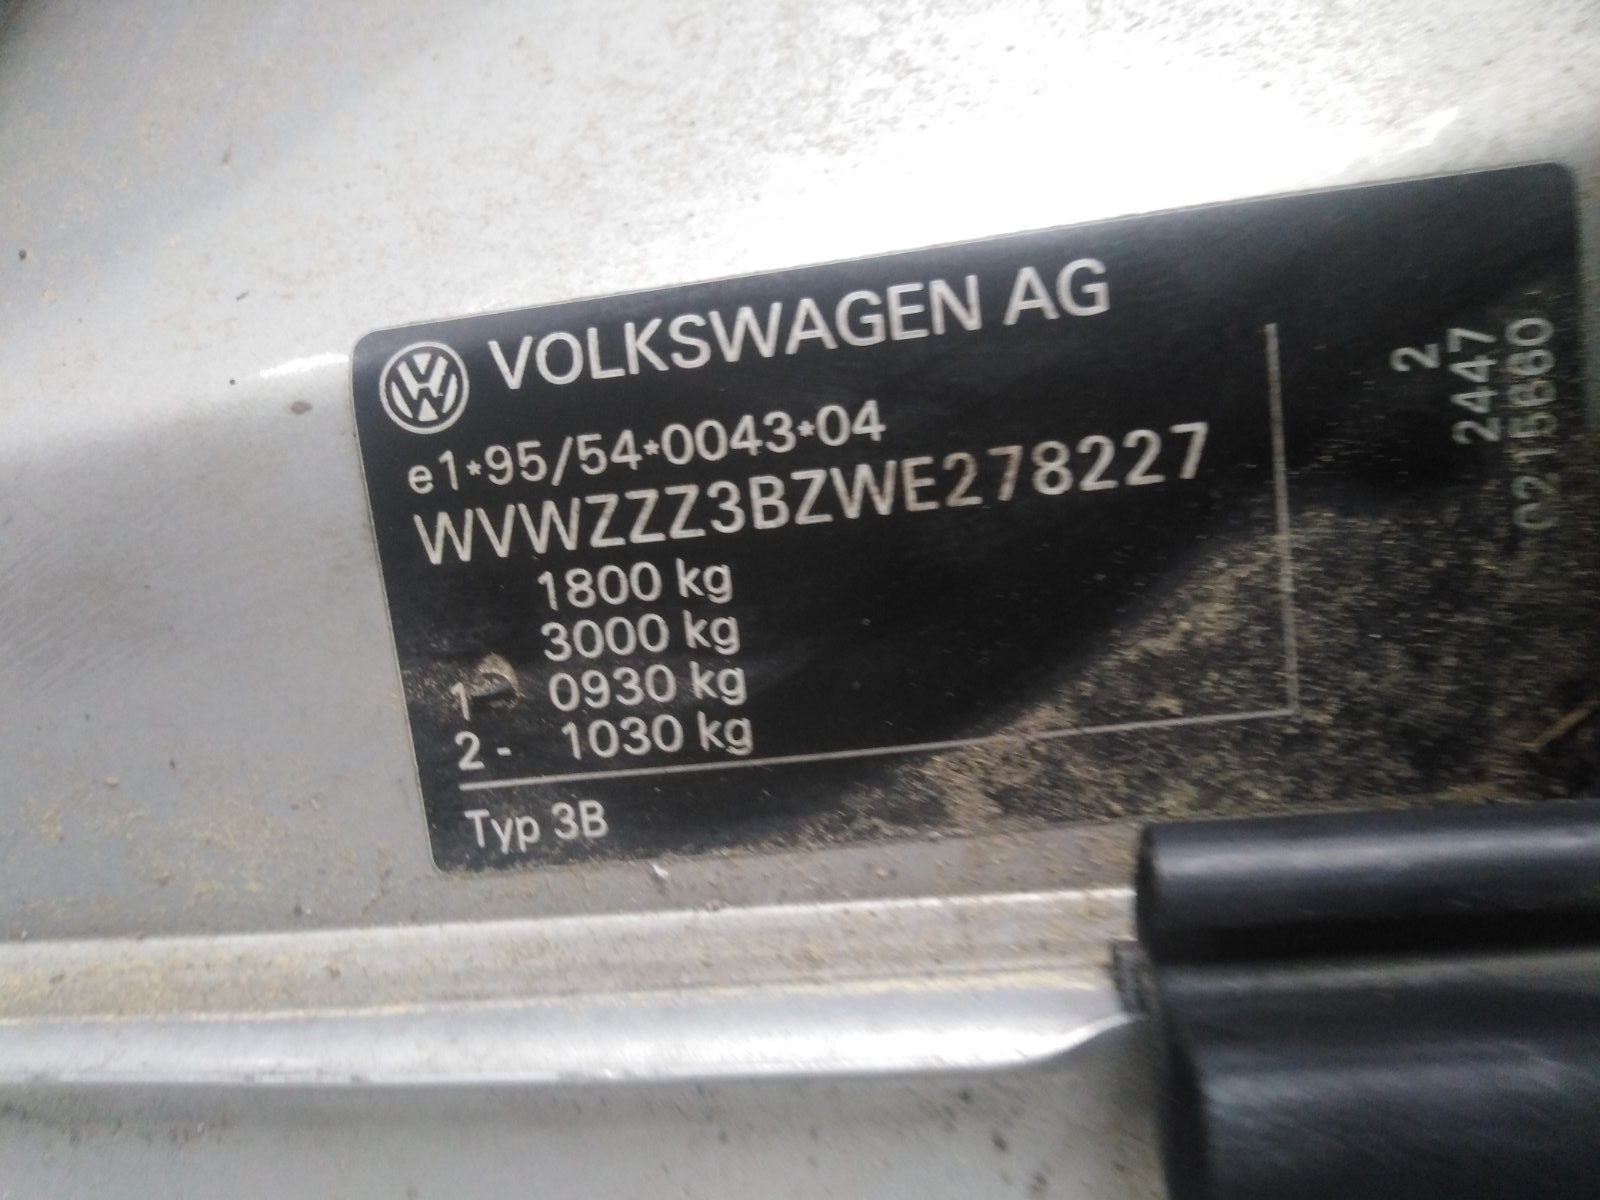 VOLKSWAGEN AG
e1*95/54*0043*04
WVWZZZ3BZWE278227
1800 kg
3000 kg
1- 0930 kg
2- 1030 kg
Typ 3B
2
2447
0215660